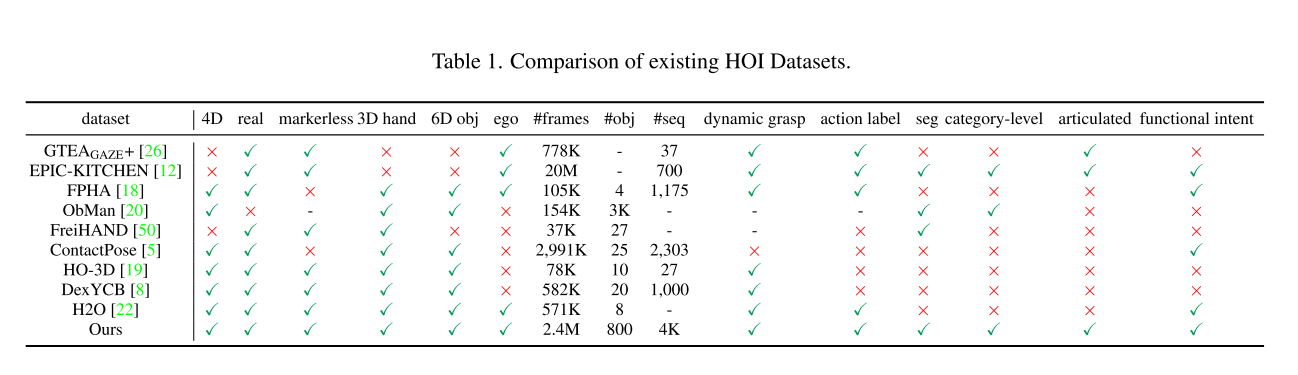 Table 1. Comparison of existing HOI Datasets.
dataset 4D real markerless 3D hand 6D obj ego #frames #obj #seq dynamic grasp action label seg category-level articulated functional intent
GTEAGAZE+ [26] × ✓ ✓ × × ✓ 778K - 37 ✓ ✓ × × ✓ ×
EPIC-KITCHEN [12] × ✓ ✓ × × ✓ 20M - 700 ✓ ✓ ✓ ✓ ✓ ✓
FPHA [18] ✓ ✓ × ✓ ✓ ✓ 105K 4 1,175 ✓ ✓ × × × ✓
ObMan [20] ✓ × - ✓ ✓ × 154K 3K - - - ✓ ✓ × ×
FreiHAND [50] × ✓ ✓ ✓ × × 37K 27 - - × ✓ × × ×
ContactPose [5] ✓ ✓ × ✓ ✓ × 2,991K 25 2,303 × × × × × ✓
HO-3D [19] ✓ ✓ ✓ ✓ ✓ × 78K 10 27 ✓ × × × × ×
DexYCB [8] ✓ ✓ ✓ ✓ ✓ × 582K 20 1,000 ✓ × × × × ×
H2O [22] ✓ ✓ ✓ ✓ ✓ ✓ 571K 8 - ✓ ✓ × × × ✓
Ours ✓ ✓ ✓ ✓ ✓ ✓ 2.4M 800 4K ✓ ✓ ✓ ✓ ✓ ✓